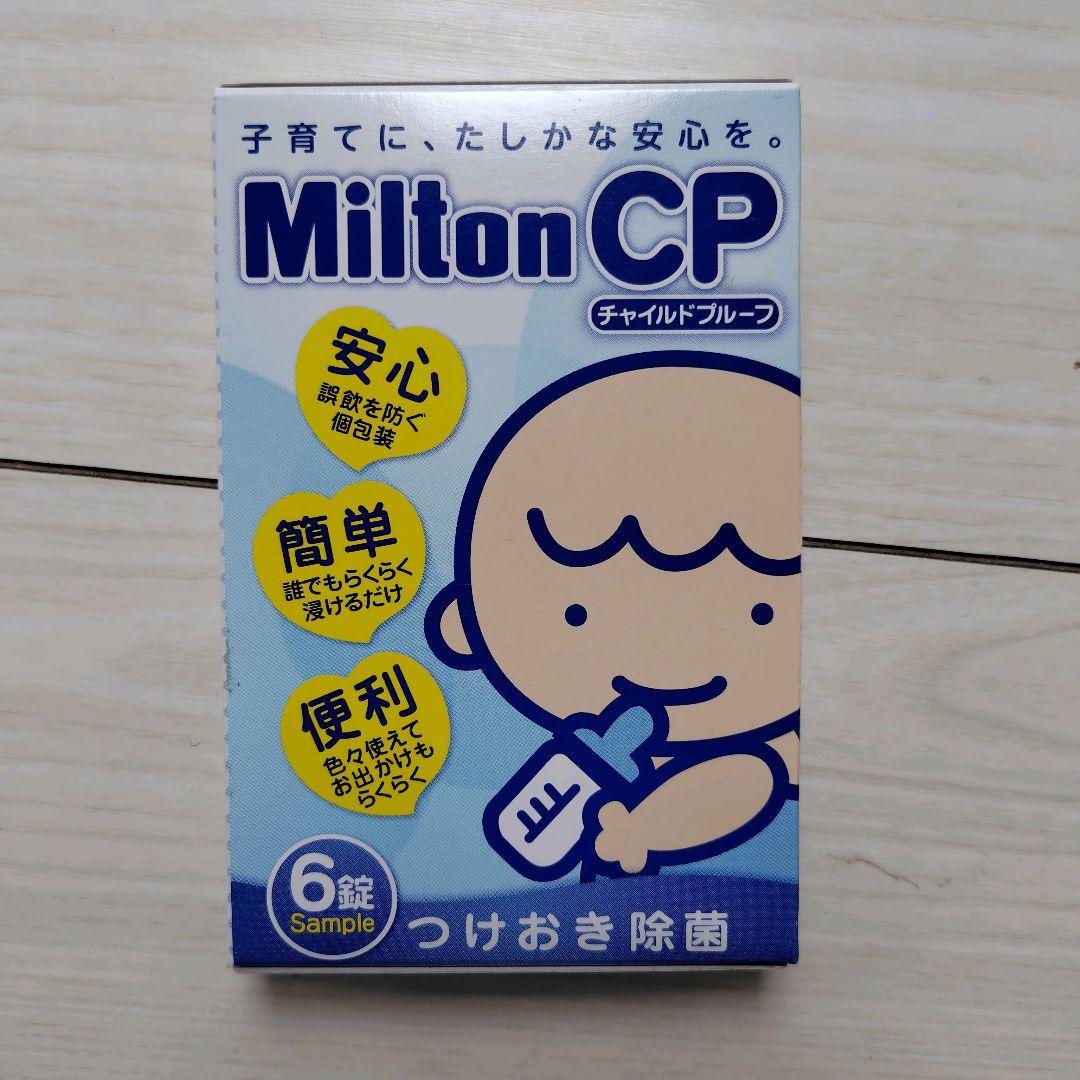 子育てに、たしかな安心を。
Milton CP
チャイルドプルーフ
安心
誤飲を防ぐ
個包装
簡単
誰でもらくらく
浸けるだけ
便利
色々使えて
お出かけも
らくらく
6錠
Sample
つけおき除菌